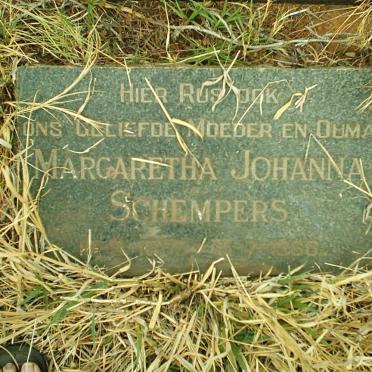 Hier Rus ook
ons Geliefde Moeder en Ouma
Margaretha Johanna
Schempers